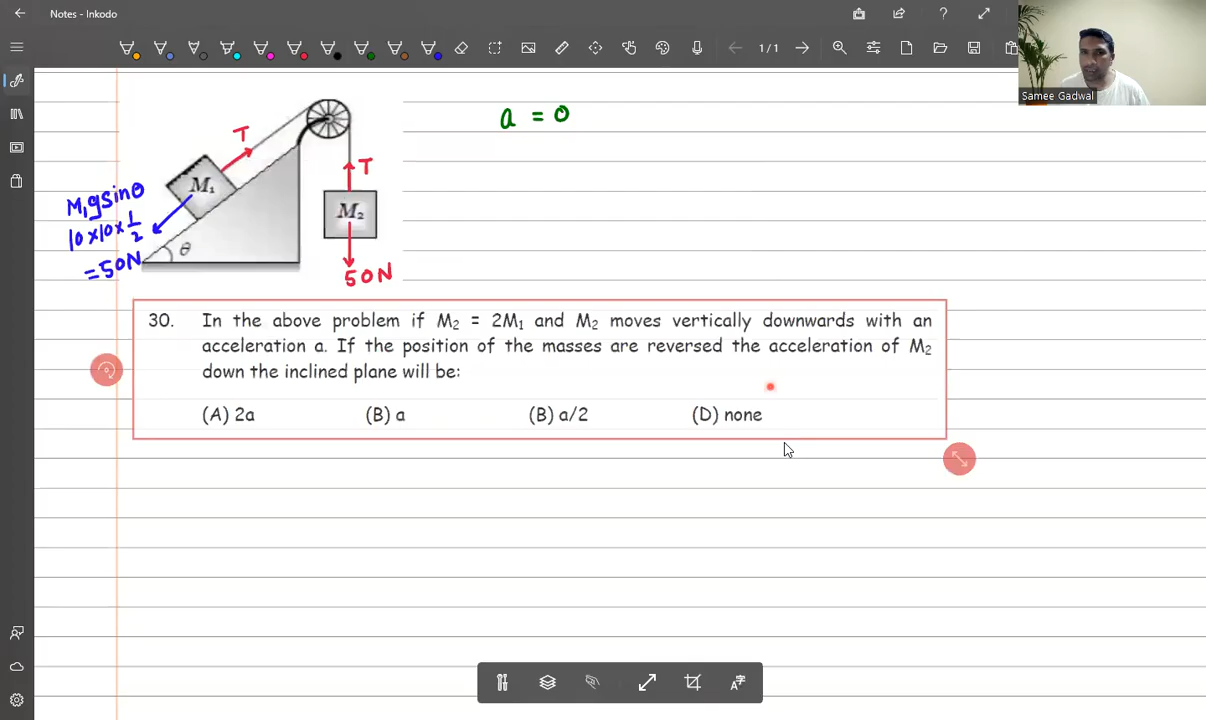 Notes - Inkodo
1/1
Samee Gadwal
a = 0
T
T
M₁
M₂
θ
M₁gsinθ
10×10×1/2
=50N
50N
30. In the above problem if M₂ = 2M₁ and M₂ moves vertically downwards with an
acceleration a. If the position of the masses are reversed the acceleration of M₂
down the inclined plane will be:
(A) 2a (B) a (B) a/2 (D) none